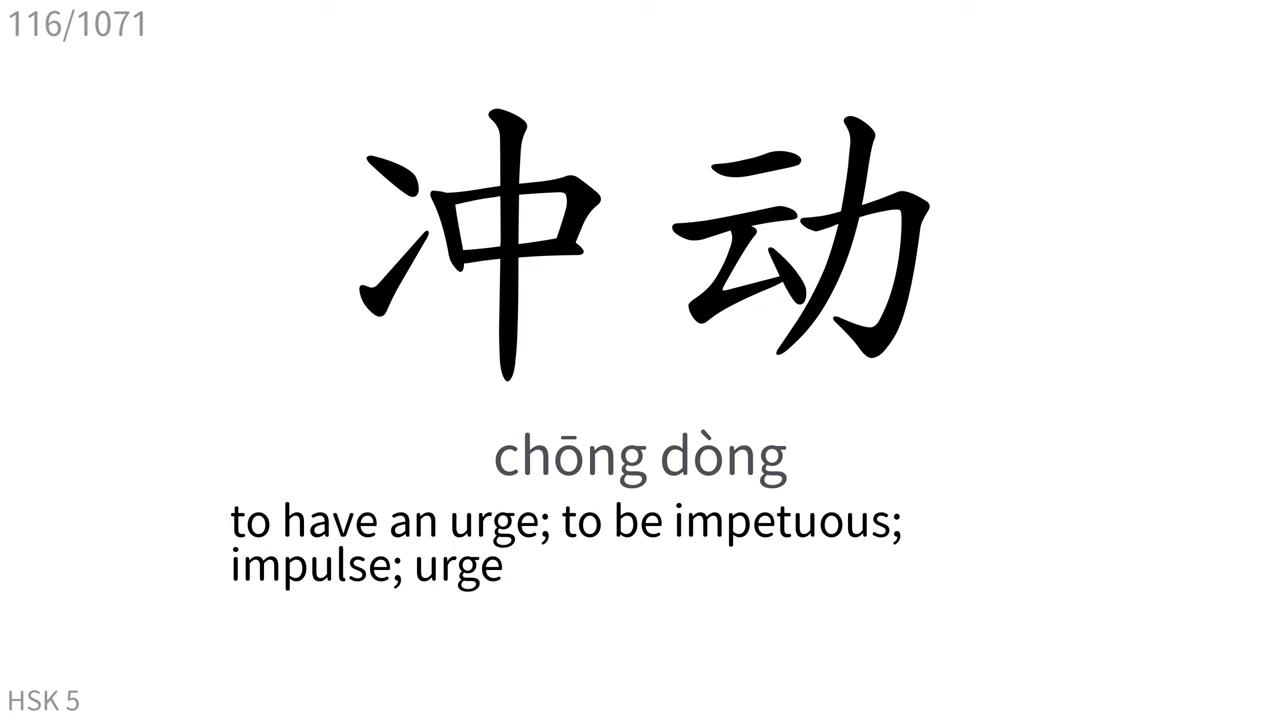 116/1071
冲动
chōng dòng
to have an urge; to be impetuous;
impulse; urge
HSK 5